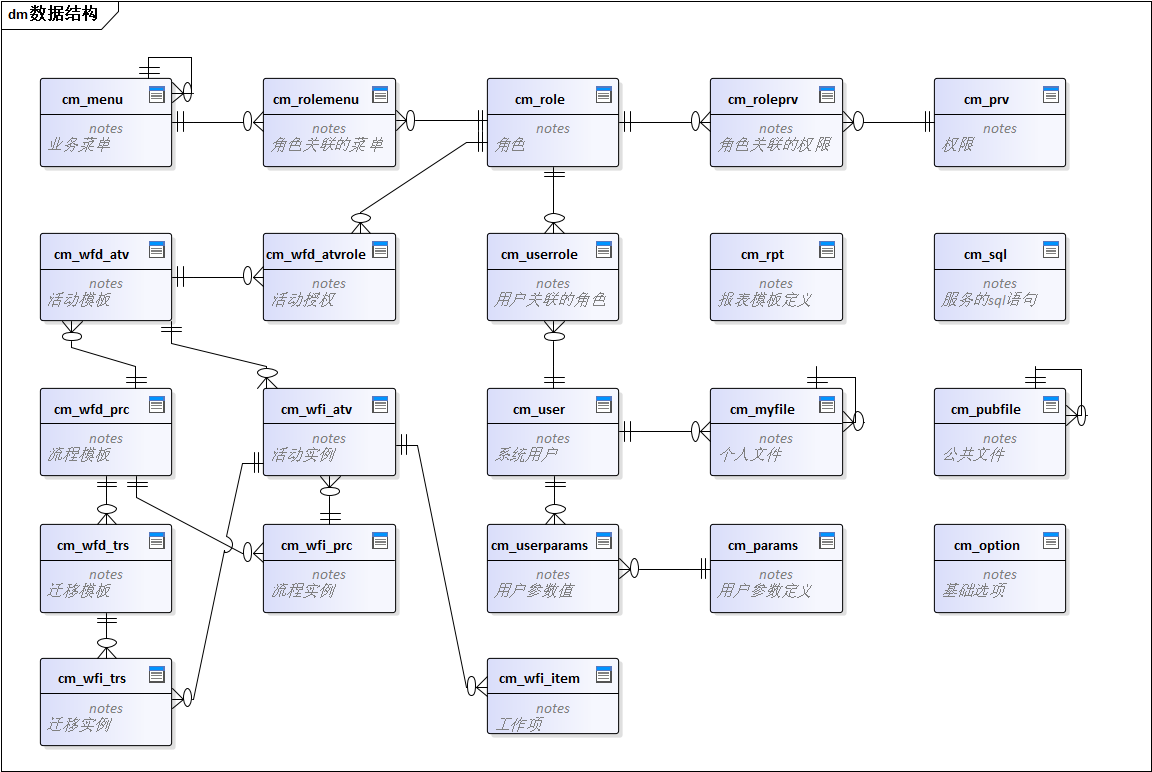 dm 数据结构
cm_menu
notes
业务菜单
cm_rolemenu
notes
角色关联的菜单
cm_role
notes
角色
cm_roleprv
notes
角色关联的权限
cm_prv
notes
权限
cm_wfd_atv
notes
活动模板
cm_wfd_atvrole
notes
活动授权
cm_userrole
notes
用户关联的角色
cm_rpt
notes
报表模板定义
cm_sql
notes
服务的sql语句
cm_wfd_prc
notes
流程模板
cm_wfi_atv
notes
活动实例
cm_user
notes
系统用户
cm_myfile
notes
个人文件
cm_pubfile
notes
公共文件
cm_wfd_trs
notes
迁移模板
cm_wfi_prc
notes
流程实例
cm_userparams
notes
用户参数值
cm_params
notes
用户参数定义
cm_option
notes
基础选项
cm_wfi_trs
notes
迁移实例
cm_wfi_item
notes
工作项